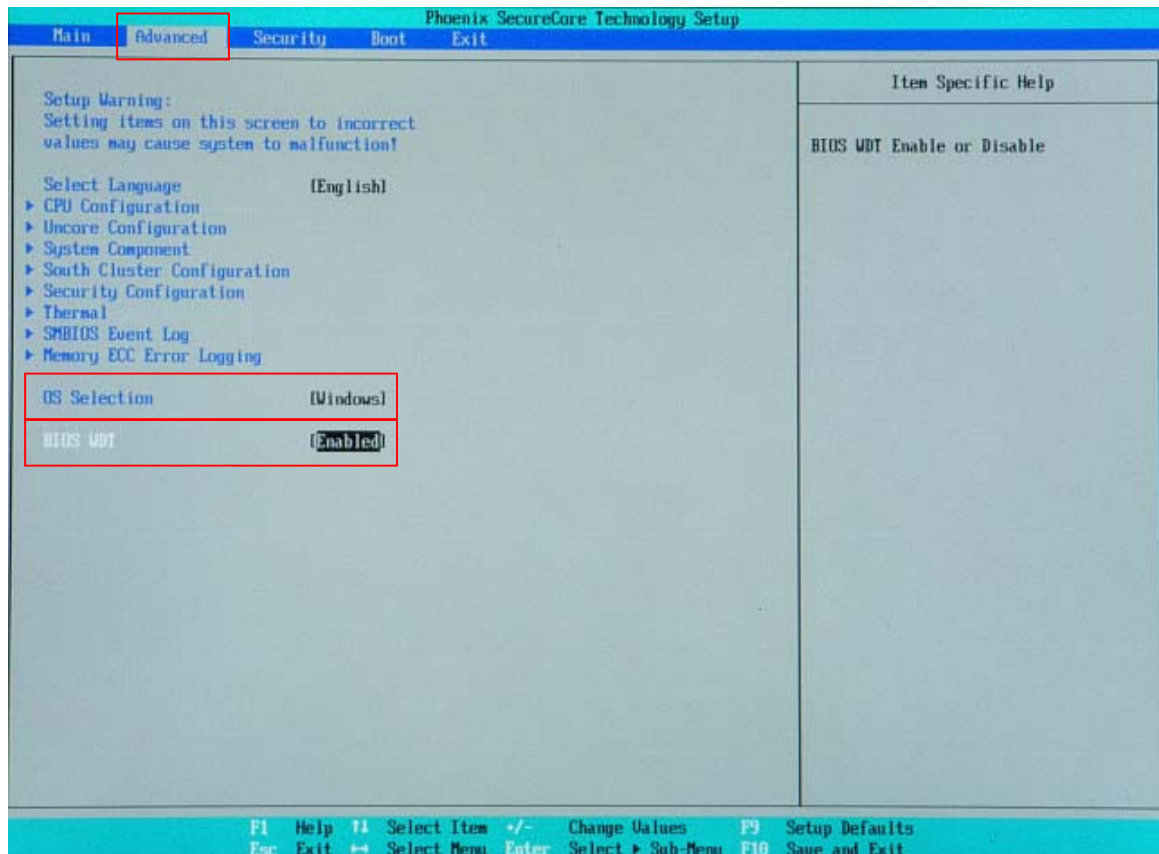 Phoenix SecureCore Technology Setup
Main Advanced Security Boot Exit
Setup Warning:
Setting items on this screen to incorrect
values may cause system to malfunction!
Select Language [English]
▶ CPU Configuration
▶ Uncore Configuration
▶ System Component
▶ South Cluster Configuration
▶ Security Configuration
▶ Thermal
▶ SMBIOS Event Log
▶ Memory ECC Error Logging
OS Selection [Windows]
BIOS WDT [Enabled]
Item Specific Help
BIOS WDT Enable or Disable
F1 Help ↑↓ Select Item +/- Change Values F9 Setup Defaults
Esc Exit ↔ Select Menu Enter Select ▶ Sub-Menu F10 Save and Exit